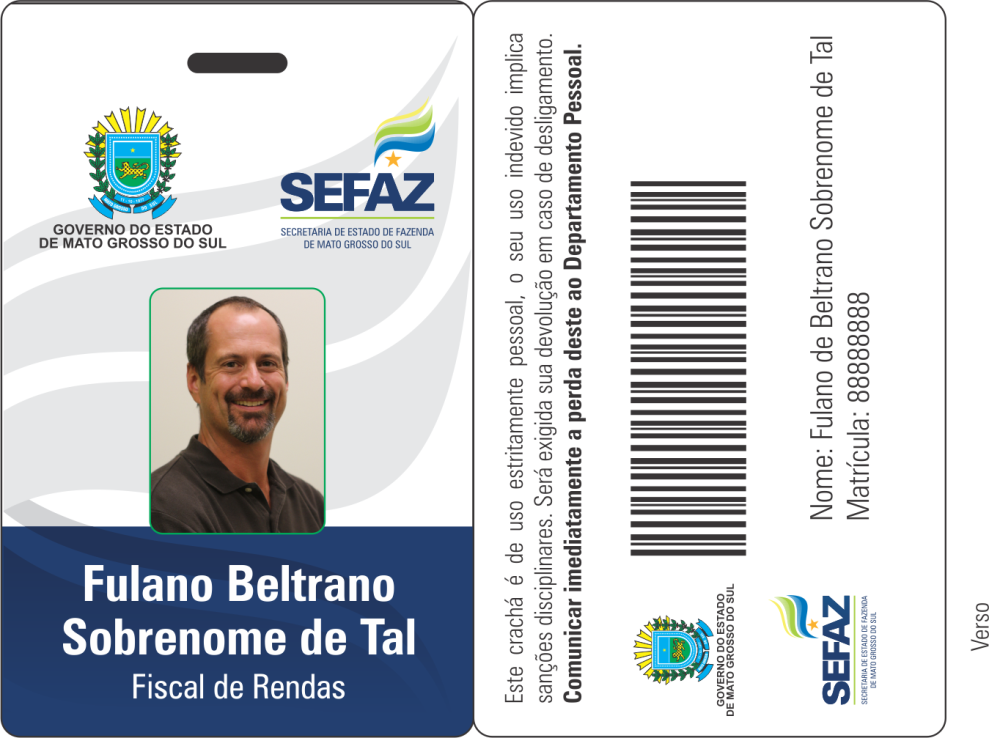 GOVERNO DO ESTADO
DE MATO GROSSO DO SUL
SEFAZ
SECRETARIA DE ESTADO DE FAZENDA
DE MATO GROSSO DO SUL
Fulano Beltrano
Sobrenome de Tal
Fiscal de Rendas
Este crachá é de uso estritamente pessoal, o seu uso indevido implica
sanções disciplinares. Será exigida sua devolução em caso de desligamento.
Comunicar imediatamente a perda deste ao Departamento Pessoal.
Nome: Fulano de Beltrano Sobrenome de Tal
Matrícula: 88888888
GOVERNO DO ESTADO
DE MATO GROSSO DO SUL
SEFAZ
SECRETARIA DE ESTADO DE FAZENDA
DE MATO GROSSO DO SUL
Verso